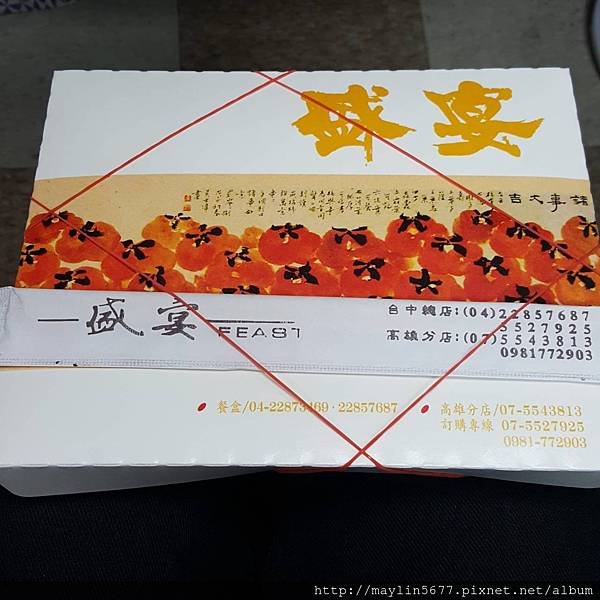 盛宴
諸事大吉
盛宴
FEAST
台中總店:(04)22857687
5527925
高雄分店:(07)5543813
0981772903
餐盒/04-22873469·22857687
高雄分店/07-5543813
訂購專線 07-5527925
0981-772903
http://maylin5677.pixnet.net/album